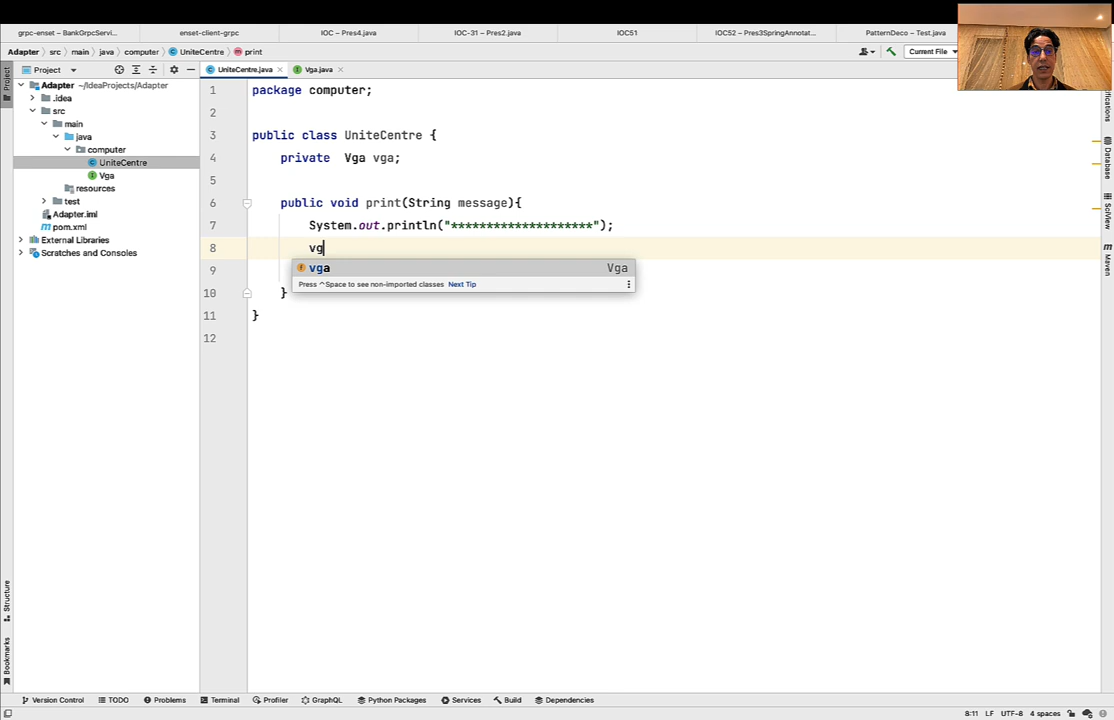 grpc-enset – BankGrpcServi... enset-client-grpc IOC – Pres4.java IOC-31 – Pres2.java IOC51 IOC52 – Pres3SpringAnnotat... PatternDeco – Test.java
Adapter src main java computer UniteCentre print Current File
Project UniteCentre.java Vga.java
Project
Adapter ~/IdeaProjects/Adapter
.idea
src
main
java
computer
UniteCentre
Vga
resources
test
Adapter.iml
pom.xml
External Libraries
Scratches and Consoles
1 package computer;
2
3 public class UniteCentre {
4 private Vga vga;
5
6 public void print(String message){
7 System.out.println("********************");
8 vg
vga Vga
9
Press ^Space to see non-imported classes Next Tip
10 }
11 }
12
Database
SciView
m Maven
Structure
Bookmarks
Version Control TODO Problems Terminal Profiler GraphQL Python Packages Services Build Dependencies
8:11 LF UTF-8 4 spaces